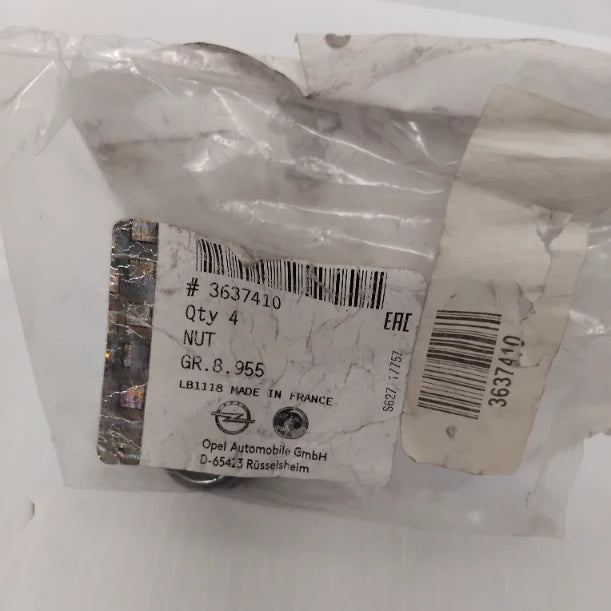 # 3637410
Qty 4
NUT
GR.8.955
LB1118 MADE IN FRANCE
EAC
S627 17757
Opel Automobile GmbH
D-65423 Rüsselsheim
3637410